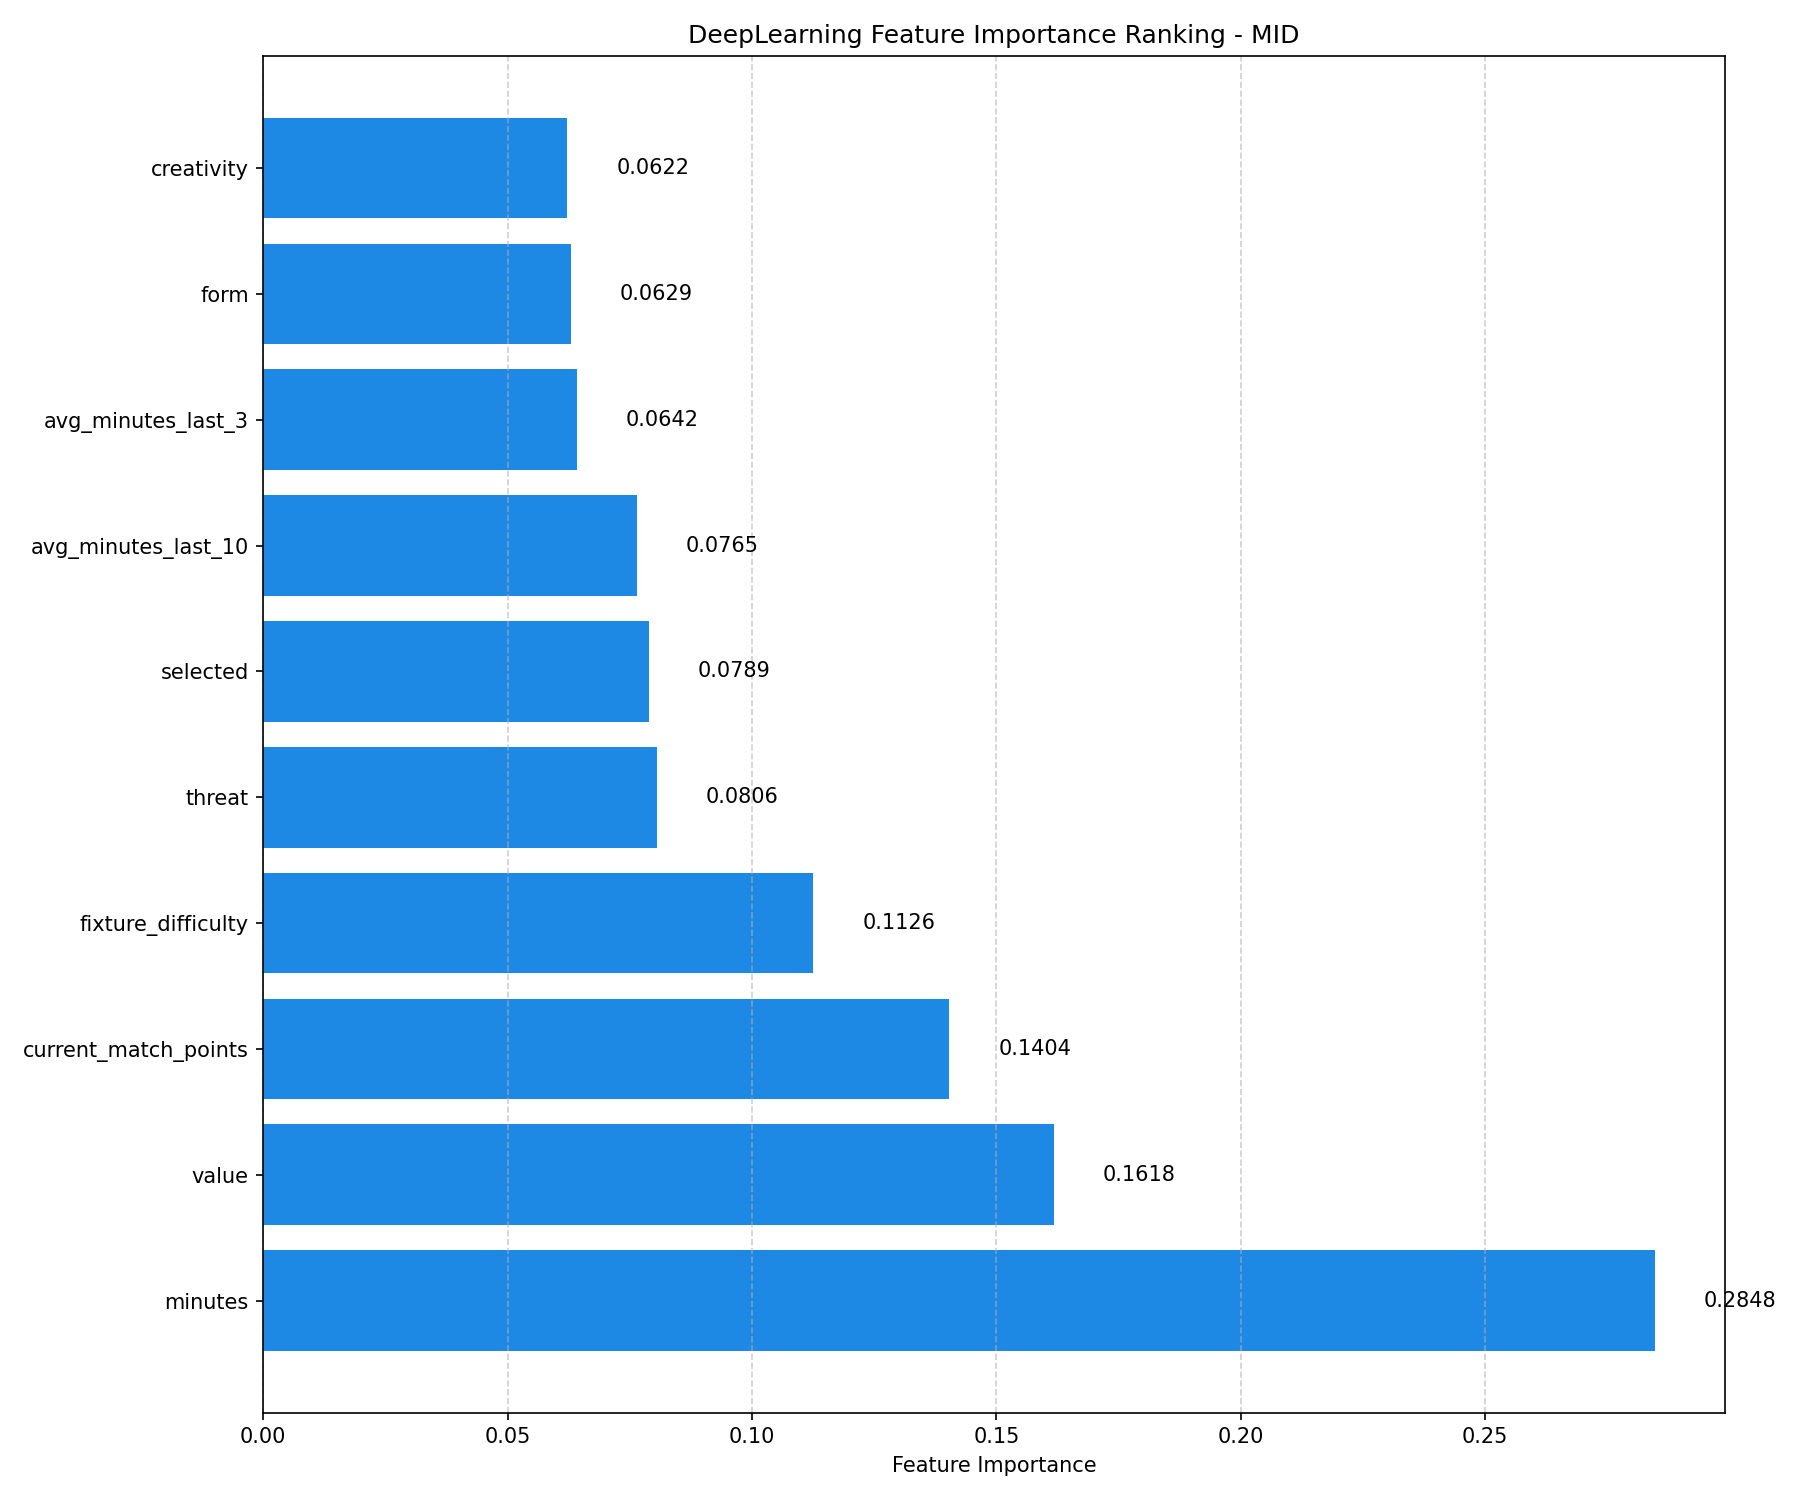 DeepLearning Feature Importance Ranking - MID
creativity 0.0622
form 0.0629
avg_minutes_last_3 0.0642
avg_minutes_last_10 0.0765
selected 0.0789
threat 0.0806
fixture_difficulty 0.1126
current_match_points 0.1404
value 0.1618
minutes 0.2848
0.00 0.05 0.10 0.15 0.20 0.25
Feature Importance